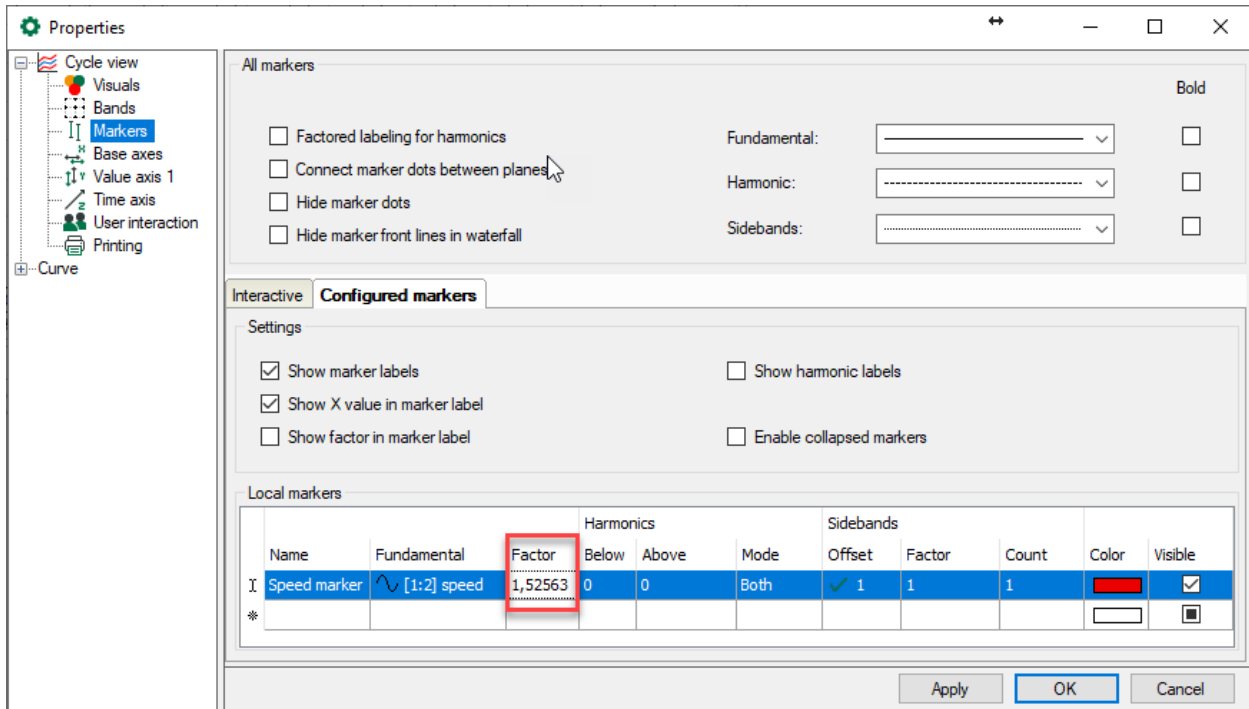 Properties
Cycle view
Visuals
Bands
Markers
Base axes
Value axis 1
Time axis
User interaction
Printing
Curve
All markers
Bold
Factored labeling for harmonics
Fundamental:
Connect marker dots between planes
Harmonic:
Hide marker dots
Sidebands:
Hide marker front lines in waterfall
Interactive Configured markers
Settings
Show marker labels Show harmonic labels
Show X value in marker label
Show factor in marker label Enable collapsed markers
Local markers
Harmonics Sidebands
Name Fundamental Factor Below Above Mode Offset Factor Count Color Visible
Speed marker [1:2] speed 1,52563 0 0 Both 1 1 1
Apply OK Cancel